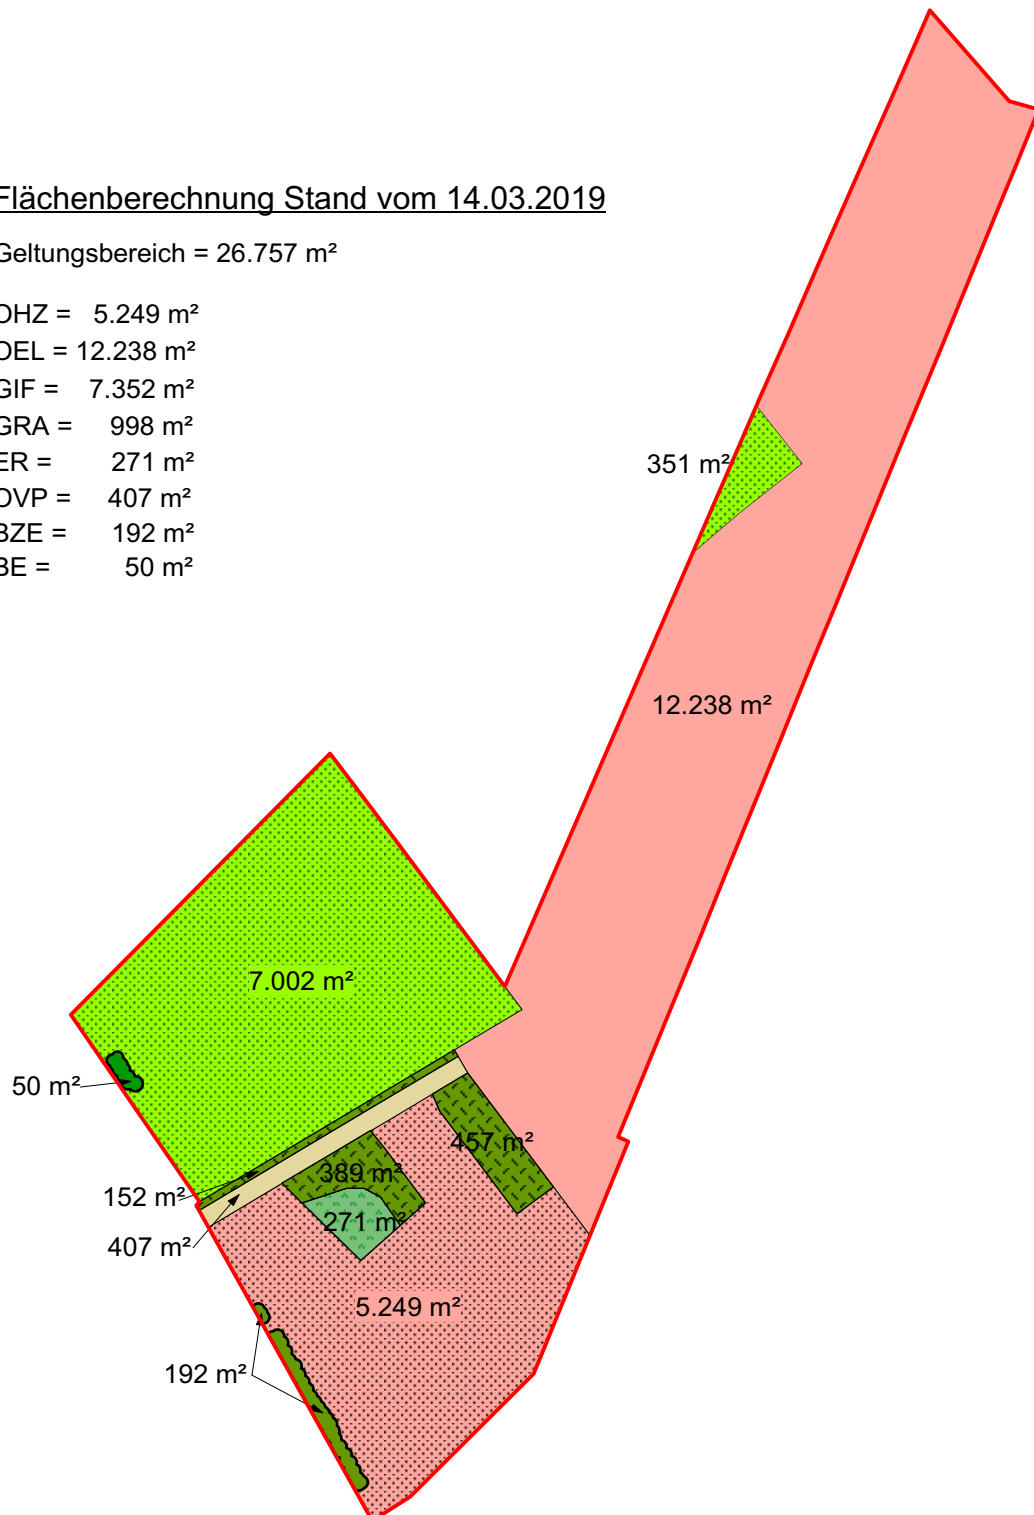 Flächenberechnung Stand vom 14.03.2019
Geltungsbereich = 26.757 m²
OHZ = 5.249 m²
OEL = 12.238 m²
GIF = 7.352 m²
GRA = 998 m²
ER = 271 m²
OVP = 407 m²
BZE = 192 m²
BE = 50 m²
351 m²
12.238 m²
7.002 m²
50 m²
457 m²
389 m²
152 m²
271 m²
407 m²
5.249 m²
192 m²